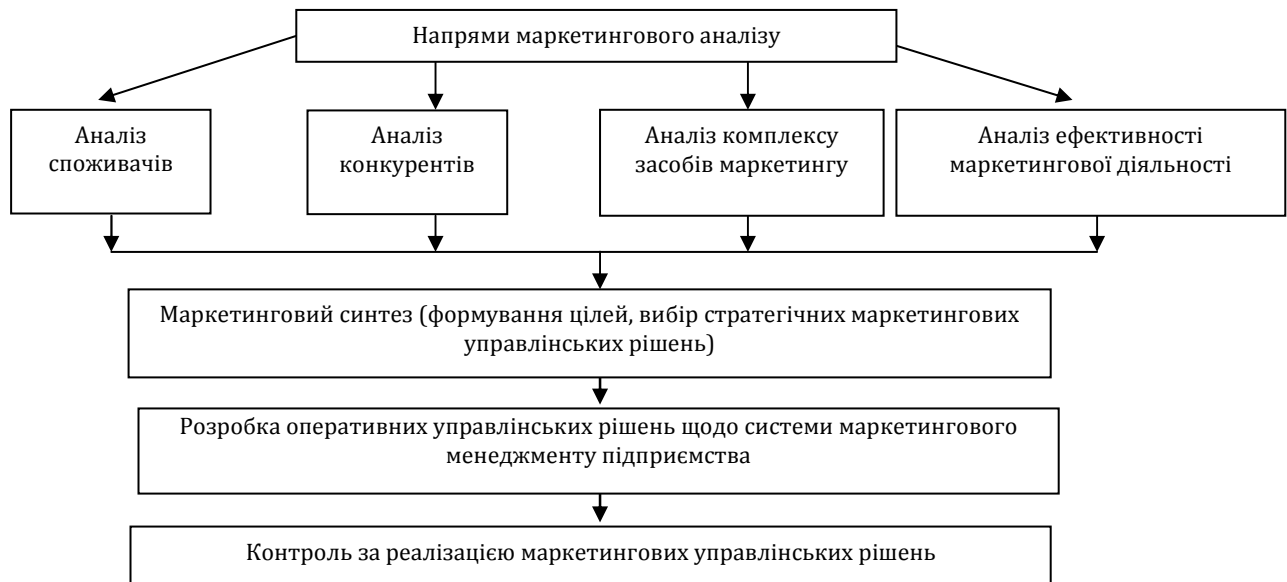 Напрями маркетингового аналізу
Аналіз
споживачів
Аналіз
конкурентів
Аналіз комплексу
засобів маркетингу
Аналіз ефективності
маркетингової діяльності
Маркетинговий синтез (формування цілей, вибір стратегічних маркетингових
управлінських рішень)
Розробка оперативних управлінських рішень щодо системи маркетингового
менеджменту підприємства
Контроль за реалізацією маркетингових управлінських рішень